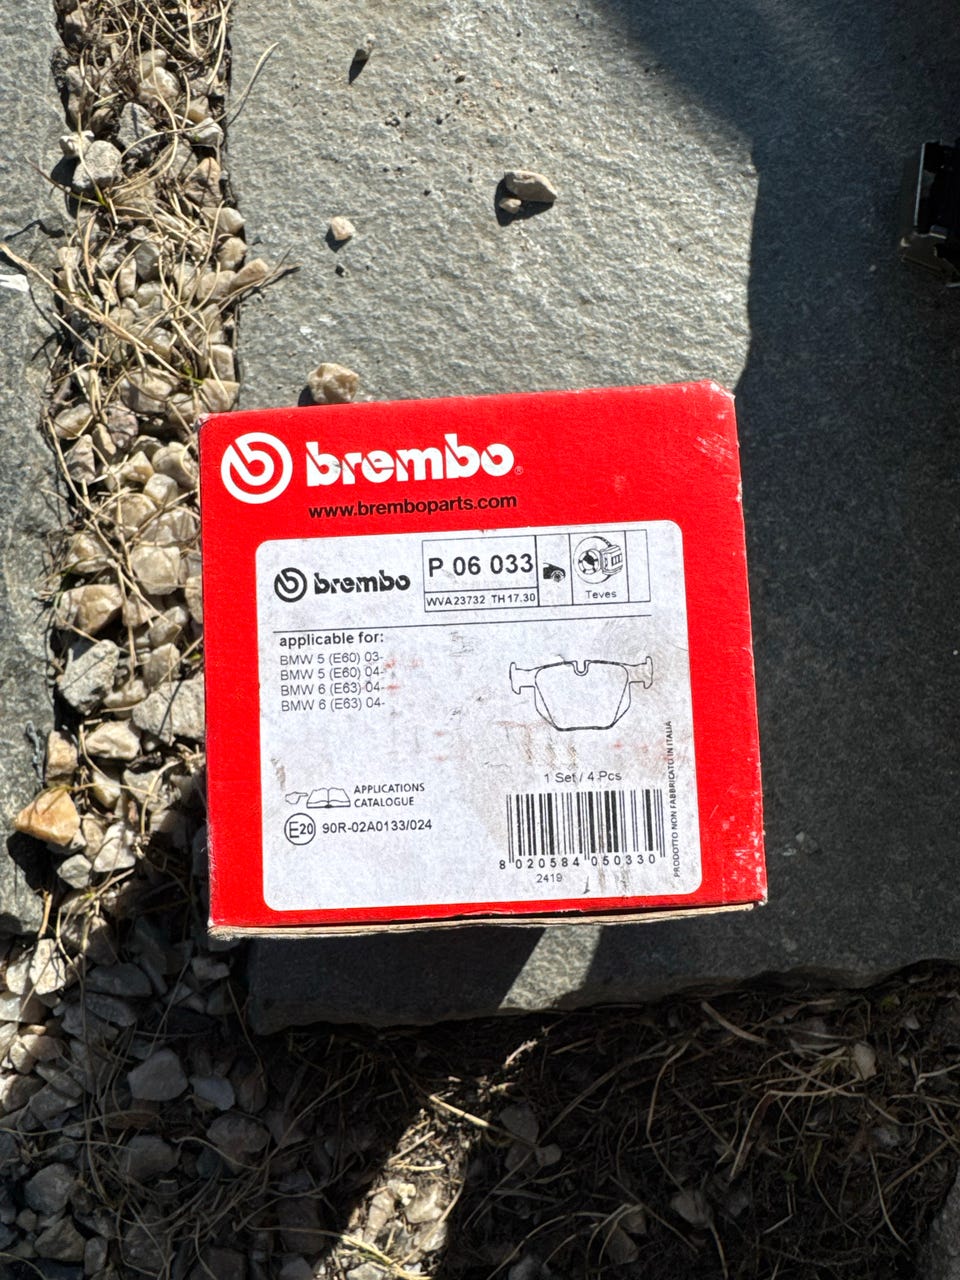 brembo®
www.bremboparts.com
brembo
P 06 033
WVA23732 TH17.30
Teves
applicable for:
BMW 5 (E60) 03-
BMW 5 (E60) 04-
BMW 6 (E63) 04-
BMW 6 (E63) 04-
1 Set / 4 Pcs
APPLICATIONS
CATALOGUE
E20 90R-02A0133/024
8 020584 050330
2419
PRODOTTO NON FABBRICATO IN ITALIA